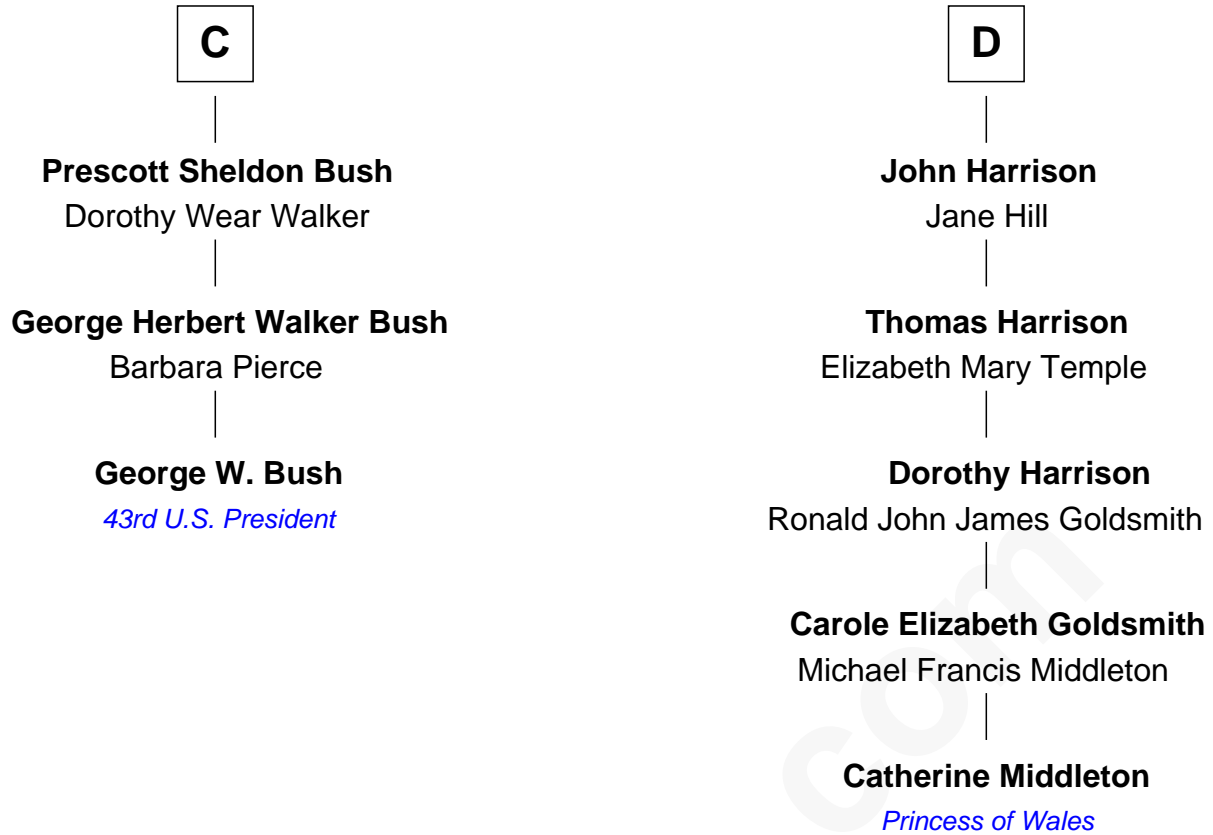 C
Prescott Sheldon Bush
Dorothy Wear Walker
George Herbert Walker Bush
Barbara Pierce
George W. Bush
43rd U.S. President
D
John Harrison
Jane Hill
Thomas Harrison
Elizabeth Mary Temple
Dorothy Harrison
Ronald John James Goldsmith
Carole Elizabeth Goldsmith
Michael Francis Middleton
Catherine Middleton
Princess of Wales
com